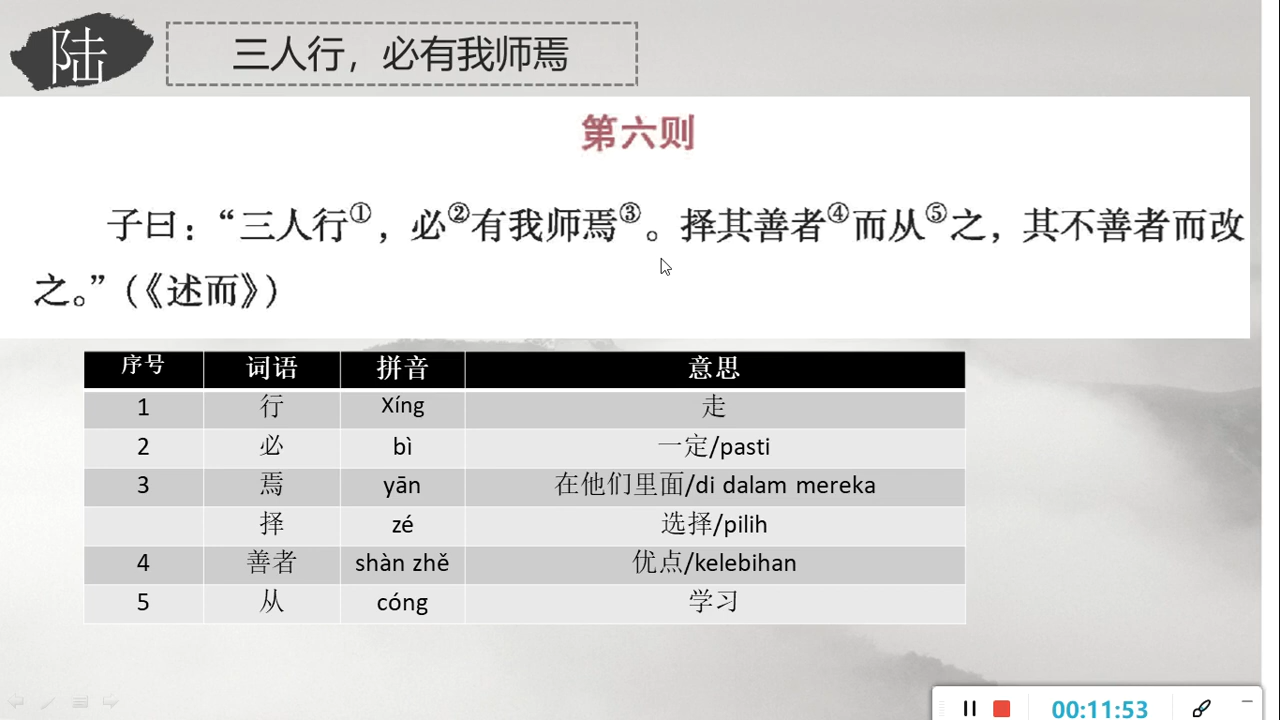 陆
三人行，必有我师焉
第六则
子曰：“三人行①，必②有我师焉③。择其善者④而从⑤之，其不善者而改
之。”（《述而》）
序号 词语 拼音 意思
1 行 Xíng 走
2 必 bì 一定/pasti
3 焉 yān 在他们里面/di dalam mereka
择 zé 选择/pilih
4 善者 shàn zhě 优点/kelebihan
5 从 cóng 学习
00:11:53